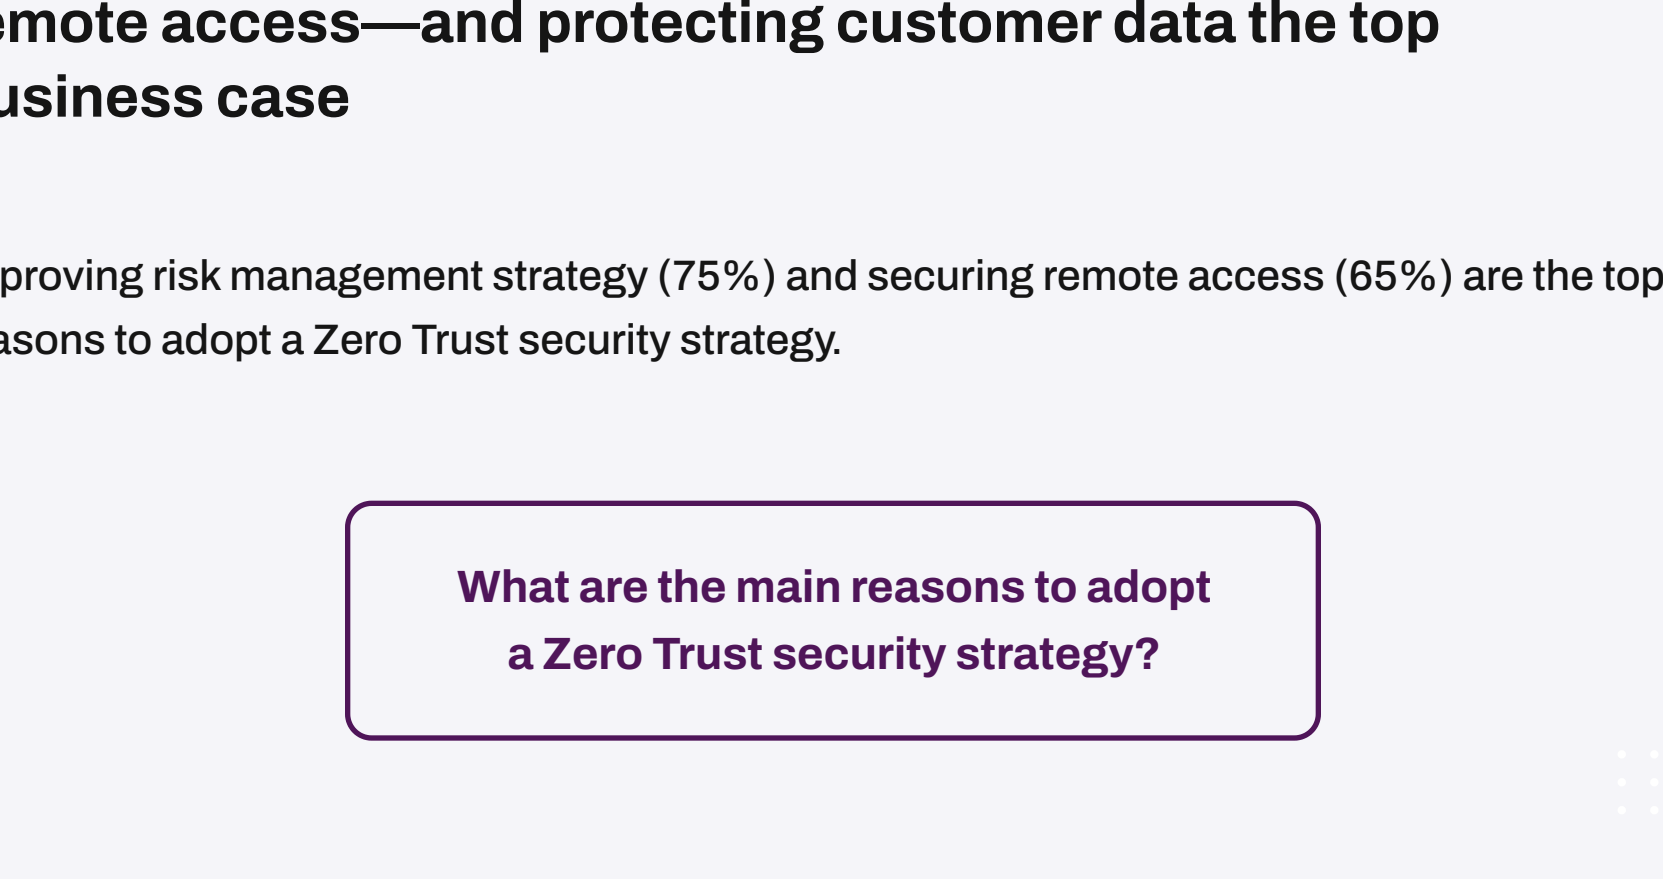 emote access—and protecting customer data the top
usiness case
proving risk management strategy (75%) and securing remote access (65%) are the top
asons to adopt a Zero Trust security strategy.
What are the main reasons to adopt
a Zero Trust security strategy?